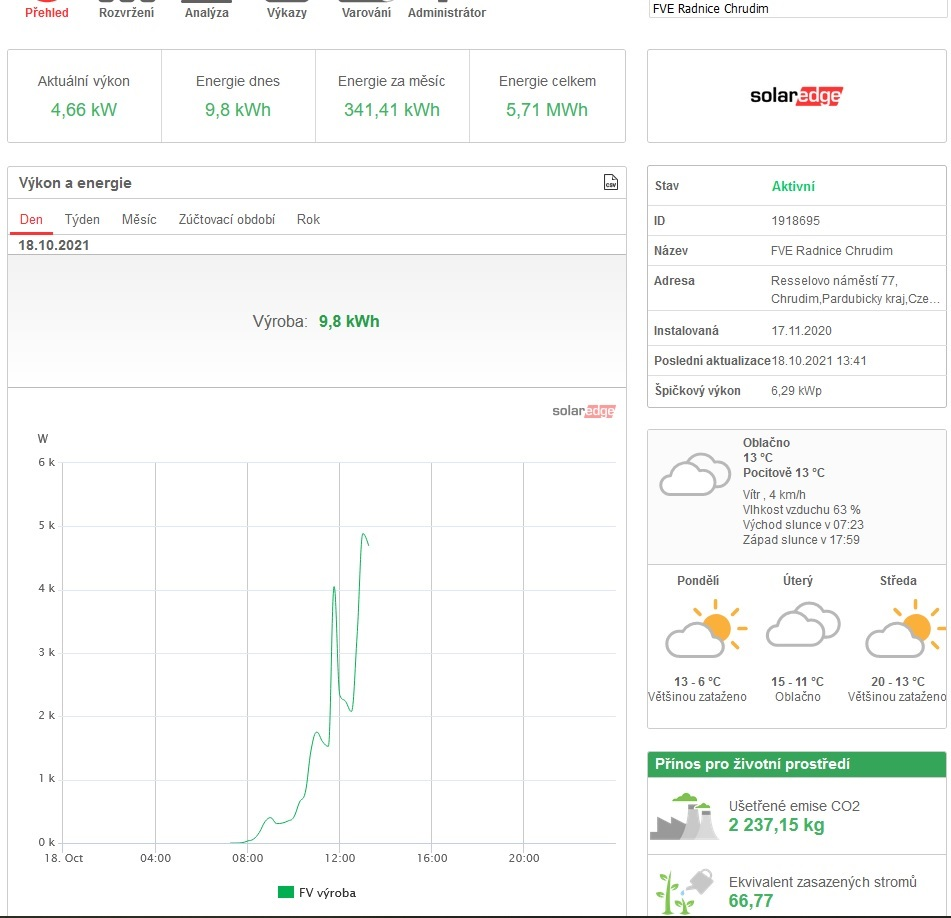 Přehled Rozvržení Analýza Výkazy Varování Administrátor
FVE Radnice Chrudim
Aktuální výkon Energie dnes Energie za měsíc Energie celkem
4,66 kW 9,8 kWh 341,41 kWh 5,71 MWh
solaredge
Výkon a energie
CSV
Den Týden Měsíc Zúčtovací období Rok
18.10.2021
Výroba: 9,8 kWh
solaredge
W
6 k
5 k
4 k
3 k
2 k
1 k
0 k
18. Oct 04:00 08:00 12:00 16:00 20:00
FV výroba
Stav Aktivní
ID 1918695
Název FVE Radnice Chrudim
Adresa Resselovo náměstí 77,
Chrudim,Pardubicky kraj,Cze...
Instalovaná 17.11.2020
Poslední aktualizace 18.10.2021 13:41
Špičkový výkon 6,29 kWp
Oblačno
13 °C
Pocitově 13 °C
Vítr , 4 km/h
Vlhkost vzduchu 63 %
Východ slunce v 07:23
Západ slunce v 17:59
Pondělí Úterý Středa
13 - 6 °C 15 - 11 °C 20 - 13 °C
Většinou zataženo Oblačno Většinou zataženo
Přínos pro životní prostředí
Ušetřené emise CO2
2 237,15 kg
Ekvivalent zasazených stromů
66,77